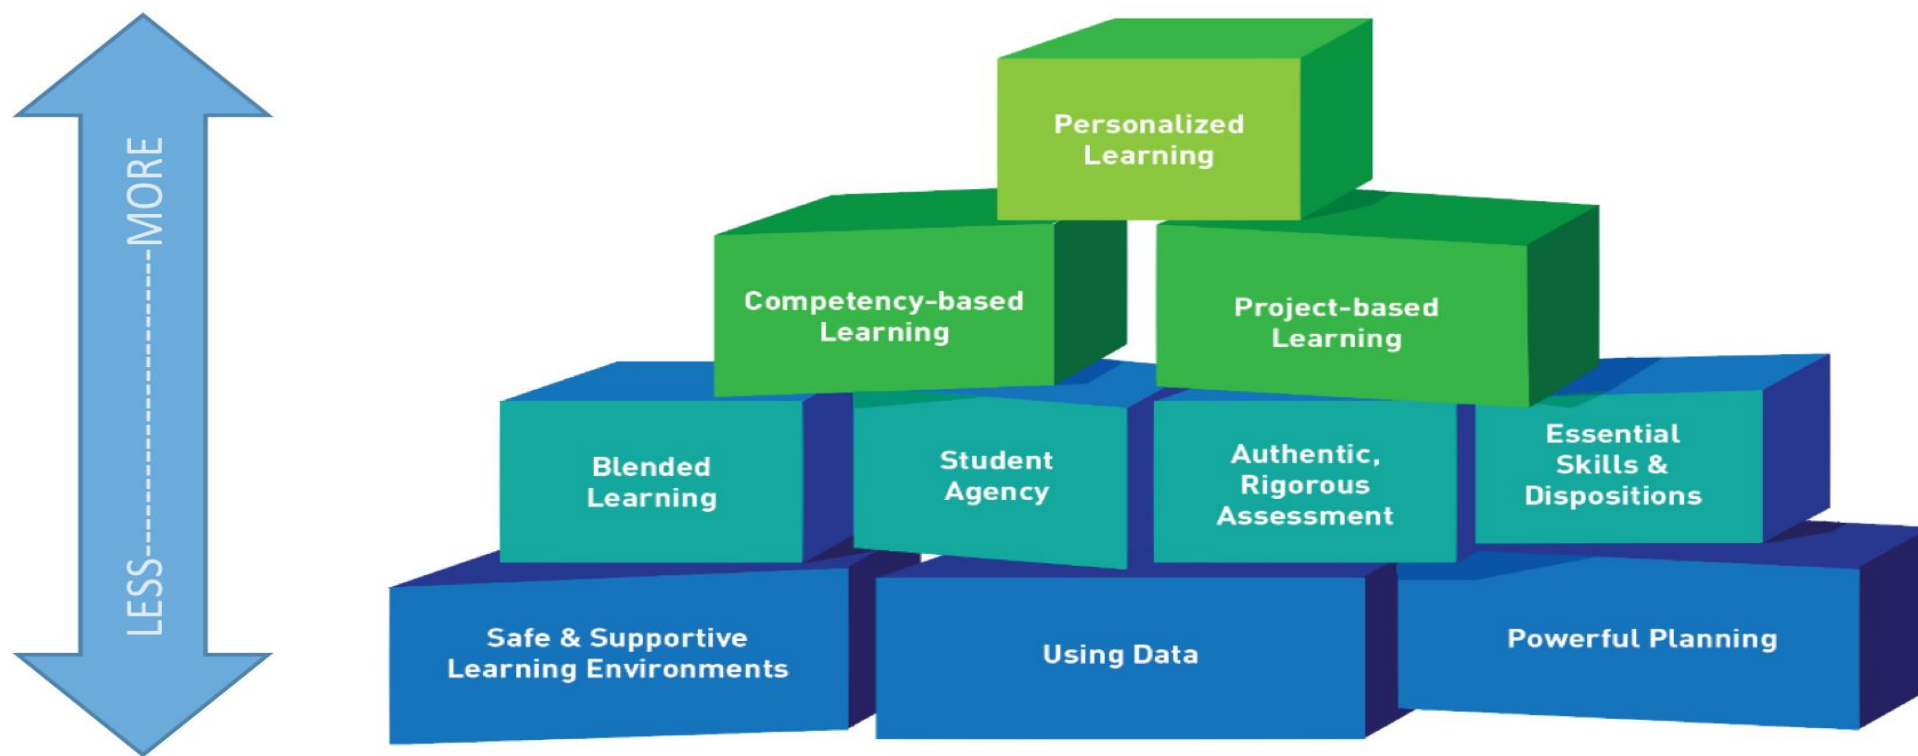 LESS-----------------MORE
Personalized
Learning
Competency-based
Learning
Project-based
Learning
Blended
Learning
Student
Agency
Authentic,
Rigorous
Assessment
Essential
Skills &
Dispositions
Safe & Supportive
Learning Environments
Using Data
Powerful Planning